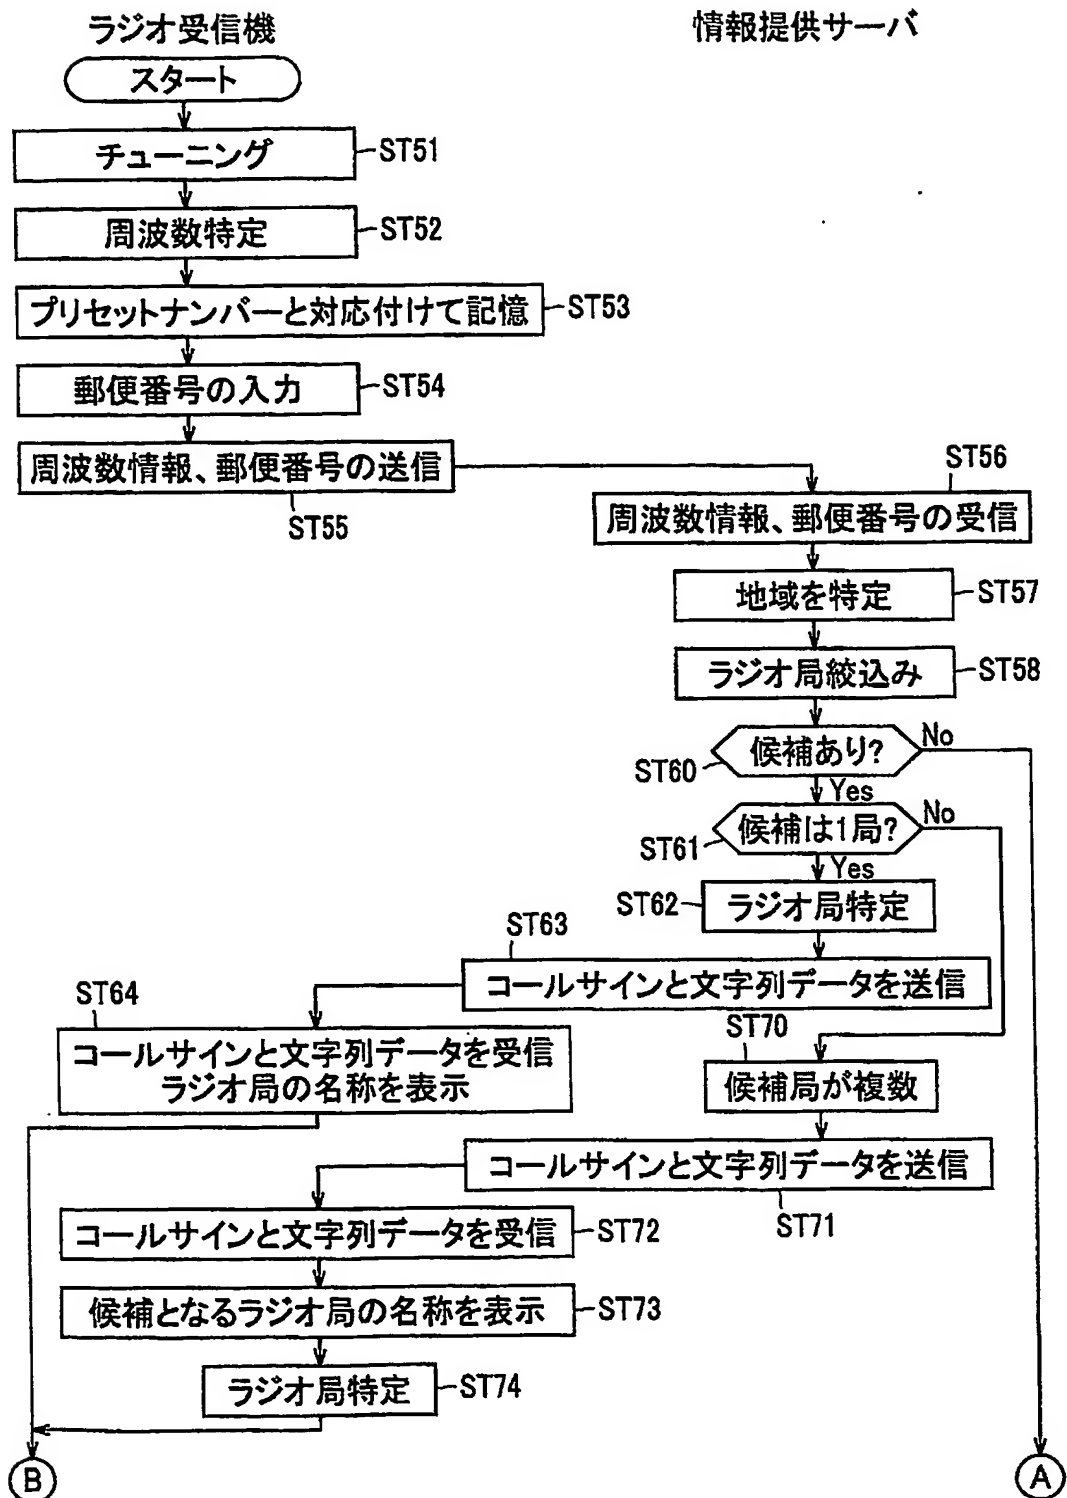 ラジオ受信機
情報提供サーバ
スタート
チューニング
ST51
周波数特定
ST52
プリセットナンバーと対応付けて記憶
ST53
郵便番号の入力
ST54
周波数情報、郵便番号の送信
ST55
ST56
周波数情報、郵便番号の受信
地域を特定
ST57
ラジオ局絞込み
ST58
候補あり?
No
ST60
Yes
候補は1局?
No
ST61
Yes
ST62
ラジオ局特定
ST63
コールサインと文字列データを送信
ST64
コールサインと文字列データを受信
ラジオ局の名称を表示
ST70
候補局が複数
コールサインと文字列データを送信
ST71
コールサインと文字列データを受信
ST72
候補となるラジオ局の名称を表示
ST73
ラジオ局特定
ST74
B
A